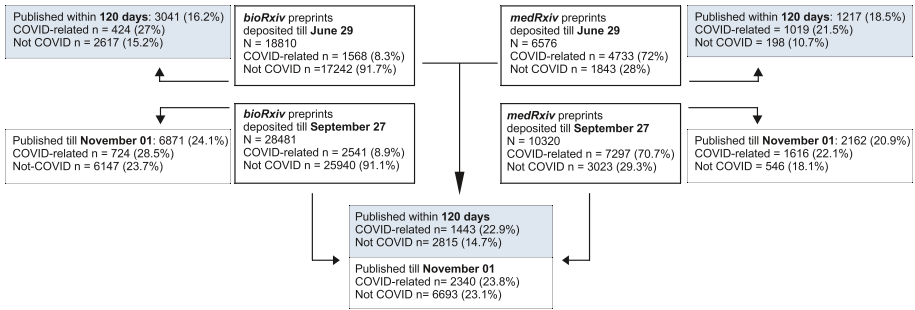 Published within 120 days: 3041 (16.2%)
COVID-related n = 424 (27%)
Not COVID n = 2617 (15.2%)
bioRxiv preprints
deposited till June 29
N = 18810
COVID-related n = 1568 (8.3%)
Not COVID n =17242 (91.7%)
medRxiv preprints
deposited till June 29
N = 6576
COVID-related n = 4733 (72%)
Not COVID n = 1843 (28%)
Published within 120 days: 1217 (18.5%)
COVID-related = 1019 (21.5%)
Not COVID = 198 (10.7%)
Published till November 01: 6871 (24.1%)
COVID-related n = 724 (28.5%)
Not-COVID n = 6147 (23.7%)
bioRxiv preprints
deposited till September 27
N = 28481
COVID-related n = 2541 (8.9%)
Not COVID n = 25940 (91.1%)
medRxiv preprints
deposited till September 27
N = 10320
COVID-related n = 7297 (70.7%)
Not COVID n = 3023 (29.3%)
Published till November 01: 2162 (20.9%)
COVID-related = 1616 (22.1%)
Not COVID = 546 (18.1%)
Published within 120 days
COVID-related n= 1443 (22.9%)
Not COVID n= 2815 (14.7%)
Published till November 01
COVID-related n= 2340 (23.8%)
Not COVID n= 6693 (23.1%)